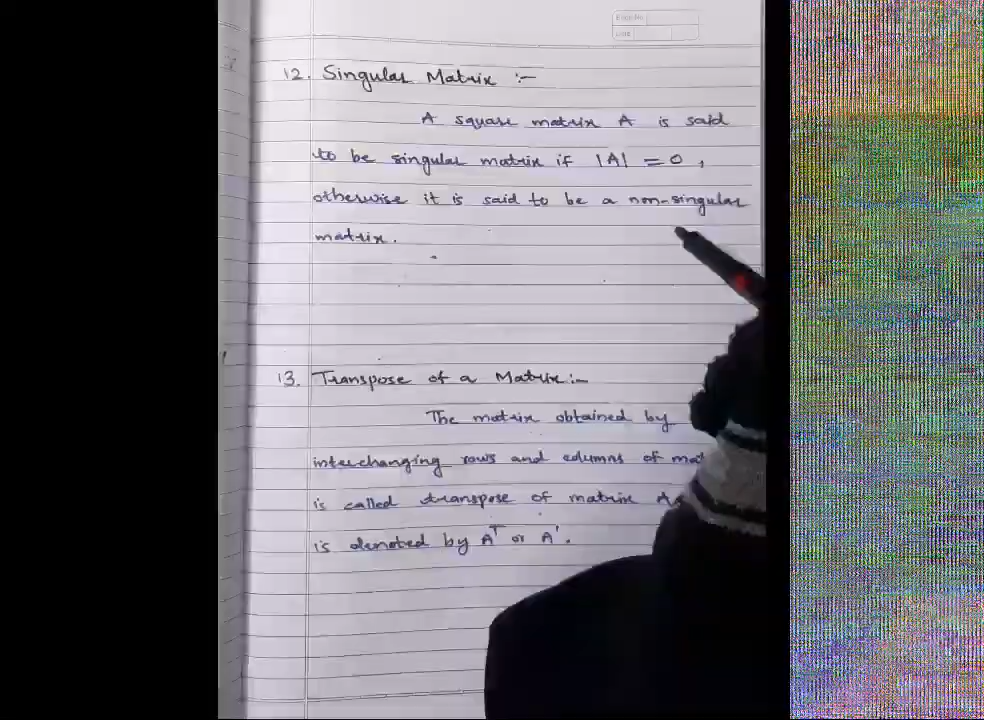 12. Singular Matrix :-
A square matrix A is said
to be singular matrix if |A| = 0,
otherwise it is said to be a non-singular
matrix.
13. Transpose of a Matrix:-
The matrix obtained by
interchanging rows and columns of
is called transpose of matrix
is denoted by Aᵀ or A'.